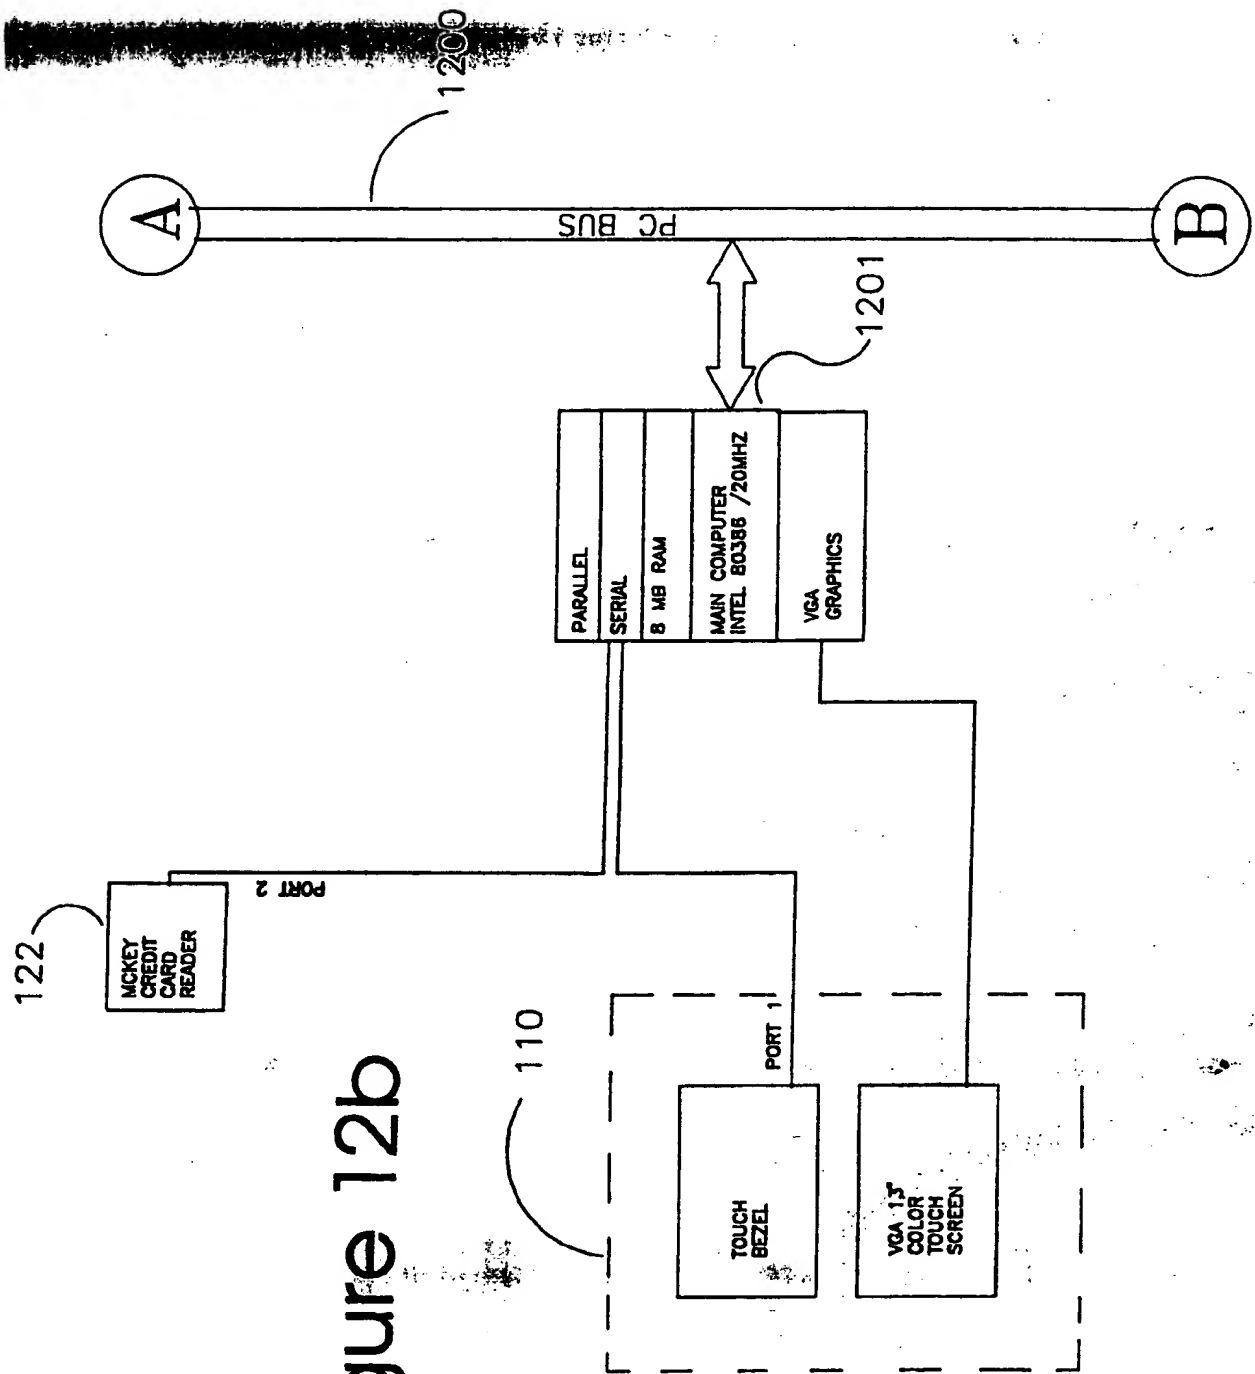 122
MCKEY
CREDIT
CARD
READER
PORT 2
gure 12b
110
TOUCH
BEZEL
PORT 1
VGA 13"
COLOR
TOUCH
SCREEN
PARALLEL
SERIAL
8 MB RAM
MAIN COMPUTER
INTEL 80386 /20MHZ
VGA
GRAPHICS
1201
1200
A
PC BUS
B